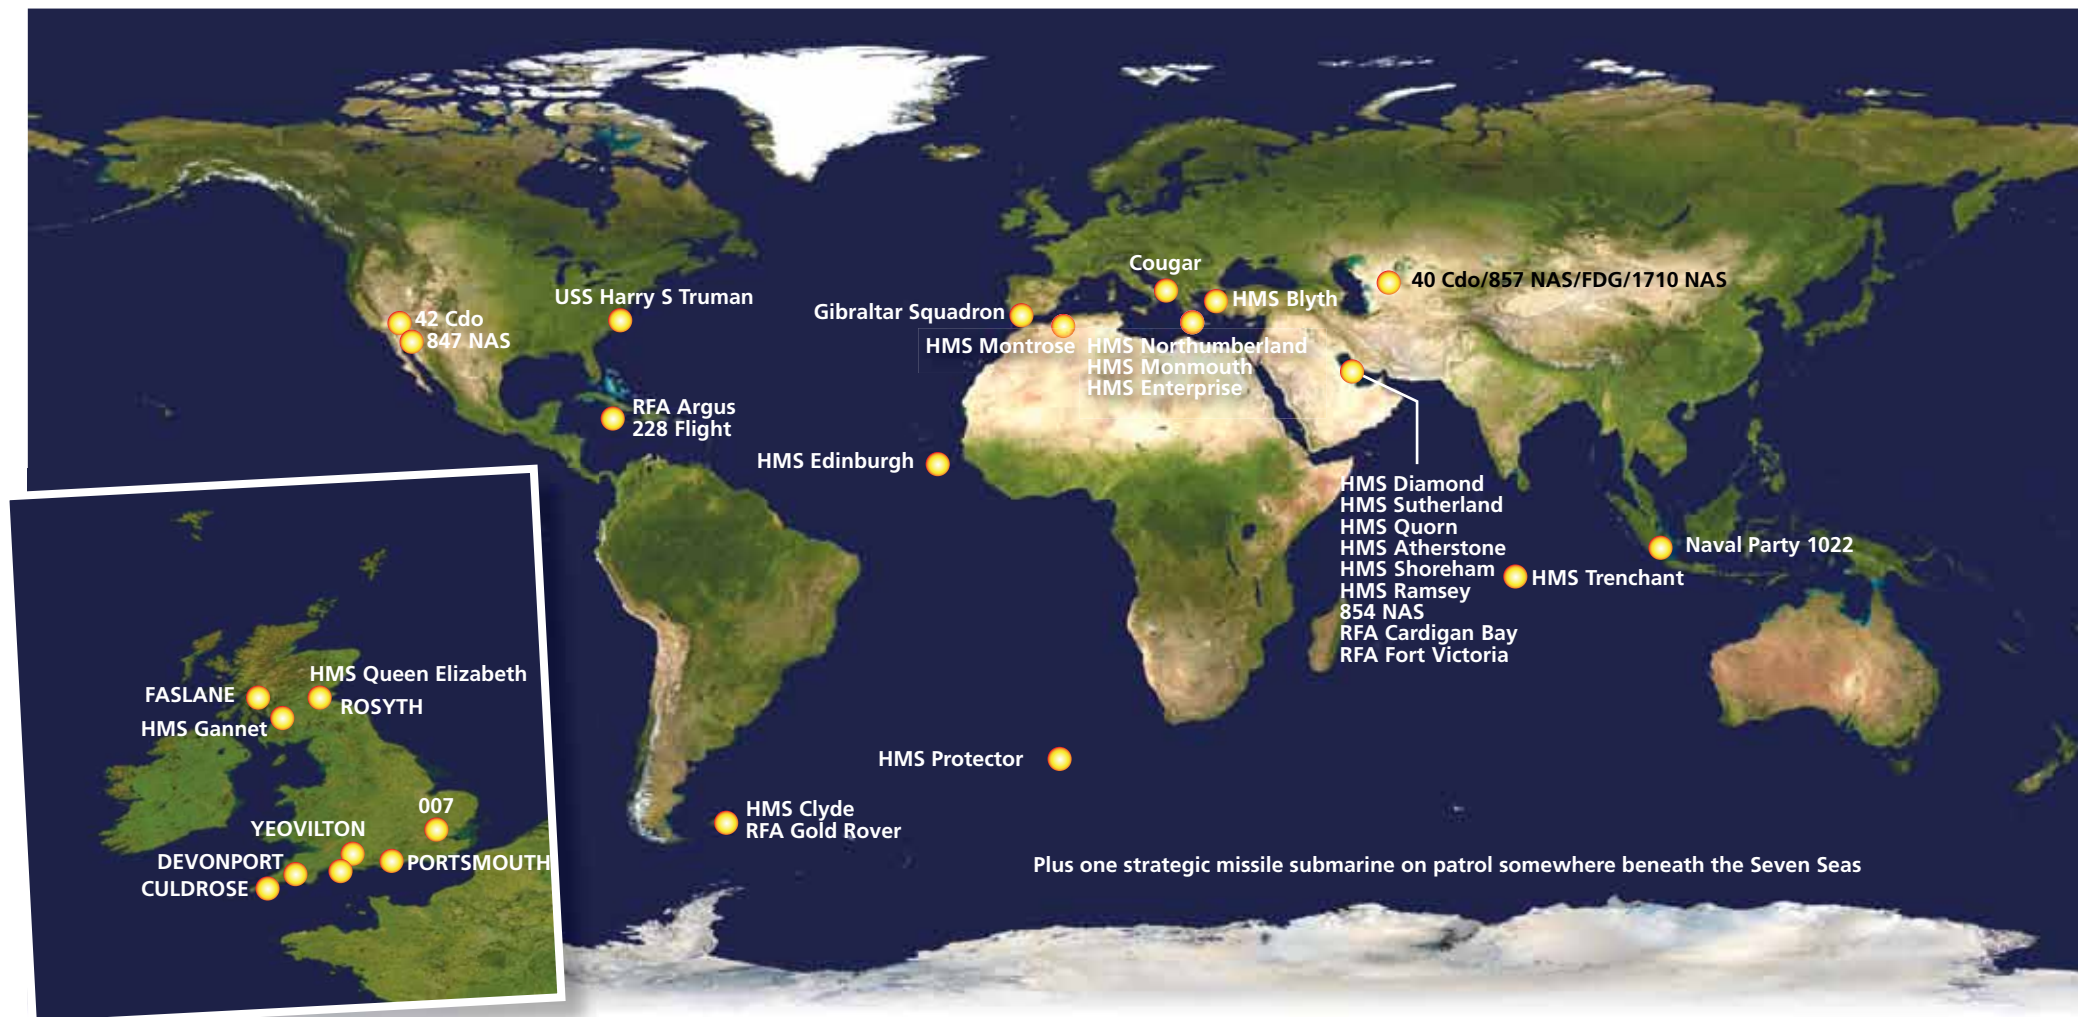 Cougar
40 Cdo/857 NAS/FDG/1710 NAS
USS Harry S Truman
HMS Blyth
Gibraltar Squadron
42 Cdo
847 NAS
HMS Montrose
HMS Northumberland
HMS Monmouth
HMS Enterprise
RFA Argus
228 Flight
HMS Edinburgh
HMS Diamond
HMS Sutherland
HMS Quorn
HMS Atherstone
HMS Shoreham
HMS Ramsey
854 NAS
RFA Cardigan Bay
RFA Fort Victoria
Naval Party 1022
HMS Trenchant
HMS Queen Elizabeth
FASLANE
ROSYTH
HMS Gannet
HMS Protector
007
YEOVILTON
DEVONPORT
PORTSMOUTH
CULDROSE
HMS Clyde
RFA Gold Rover
Plus one strategic missile submarine on patrol somewhere beneath the Seven Seas